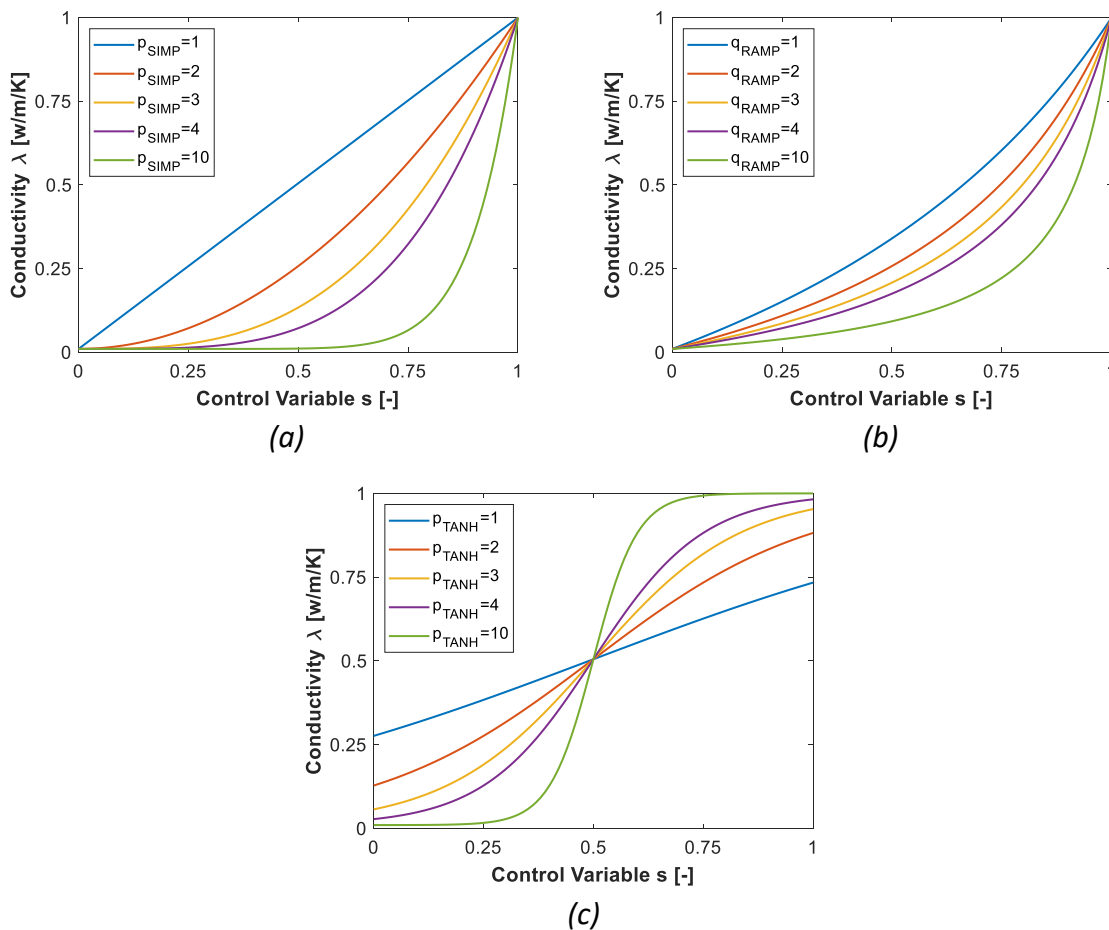 1
0.75
0.5
0.25
0
0
0.25
0.5
0.75
1
Conductivity λ [w/m/K]
Control Variable s [-]
p_SIMP=1
p_SIMP=2
p_SIMP=3
p_SIMP=4
p_SIMP=10
(a)
1
0.75
0.5
0.25
0
0
0.25
0.5
0.75
1
Conductivity λ [w/m/K]
Control Variable s [-]
q_RAMP=1
q_RAMP=2
q_RAMP=3
q_RAMP=4
q_RAMP=10
(b)
1
0.75
0.5
0.25
0
0
0.25
0.5
0.75
1
Conductivity λ [w/m/K]
Control Variable s [-]
p_TANH=1
p_TANH=2
p_TANH=3
p_TANH=4
p_TANH=10
(c)